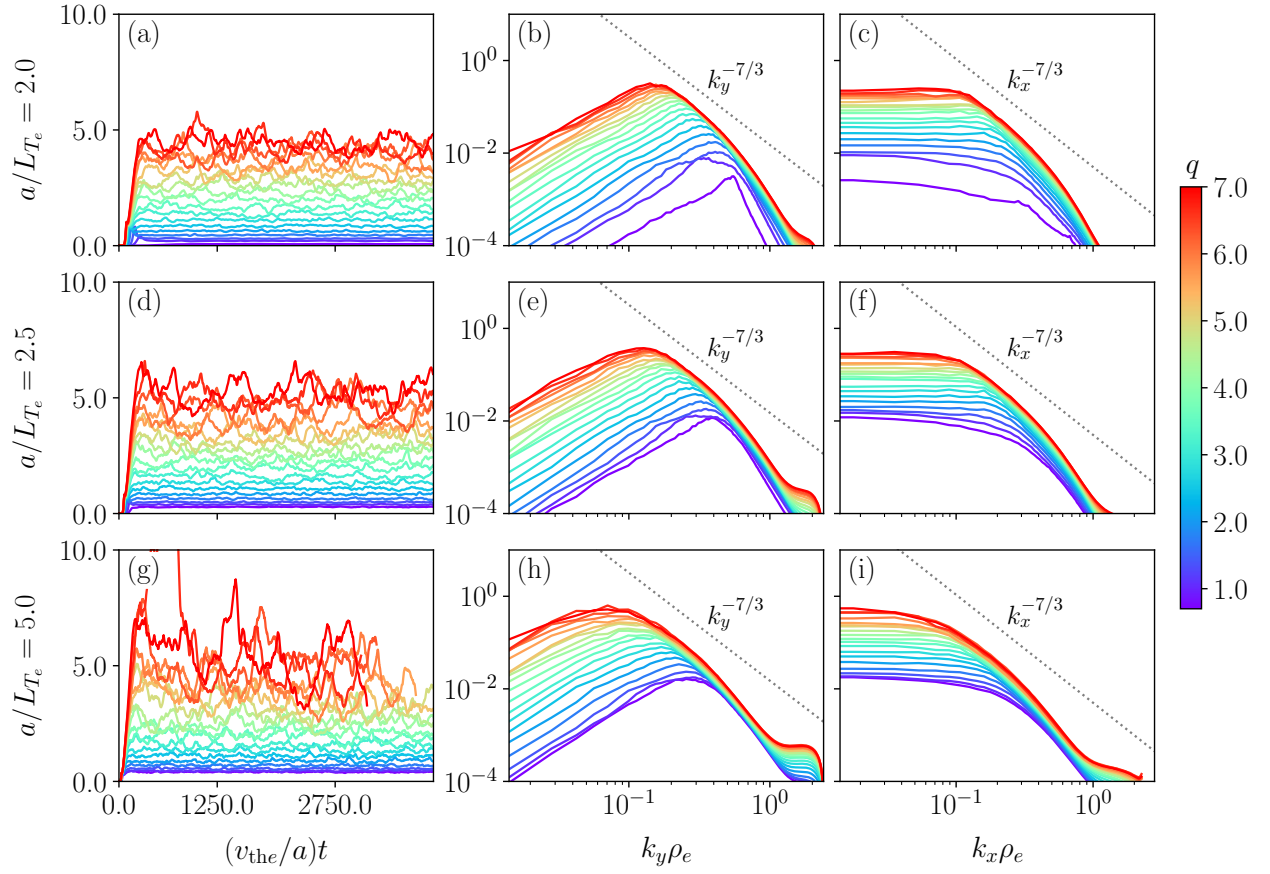 10.0
(a)
5.0
0.0
a/L_{T_e} = 2.0
(b)
10^0
10^{-2}
10^{-4}
k_y^{-7/3}
(c)
k_x^{-7/3}
10.0
(d)
5.0
0.0
a/L_{T_e} = 2.5
(e)
10^0
10^{-2}
10^{-4}
k_y^{-7/3}
(f)
k_x^{-7/3}
10.0
(g)
5.0
0.0
a/L_{T_e} = 5.0
0.0 1250.0 2750.0
(v_{the}/a)t
(h)
10^0
10^{-2}
10^{-4}
k_y^{-7/3}
10^{-1} 10^0
k_yρ_e
(i)
k_x^{-7/3}
10^{-1} 10^0
k_xρ_e
q
7.0
6.0
5.0
4.0
3.0
2.0
1.0